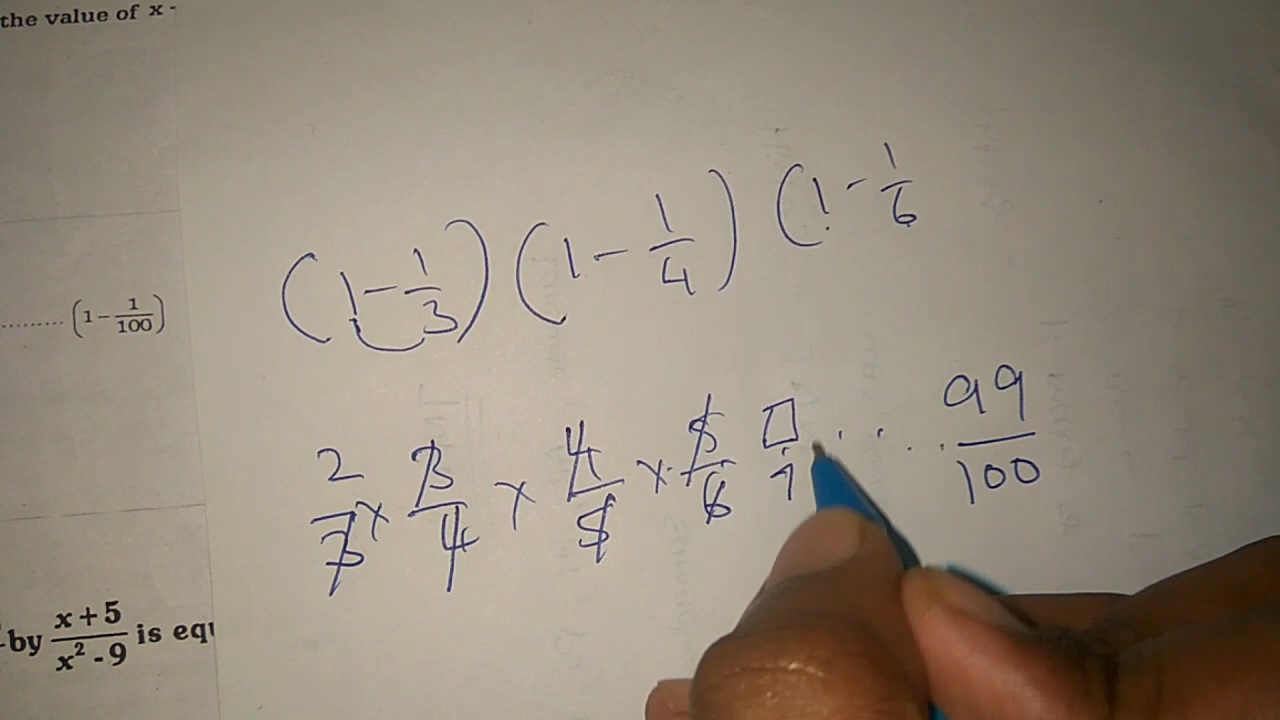 the value of x -
(1 - 1/3) (1 - 1/4) (1 - 1/6
......... (1 - 1/100)
2/3 × 3/4 × 4/5 × 5/6 □ .... 99/100
- by x + 5 / x² - 9 is equ